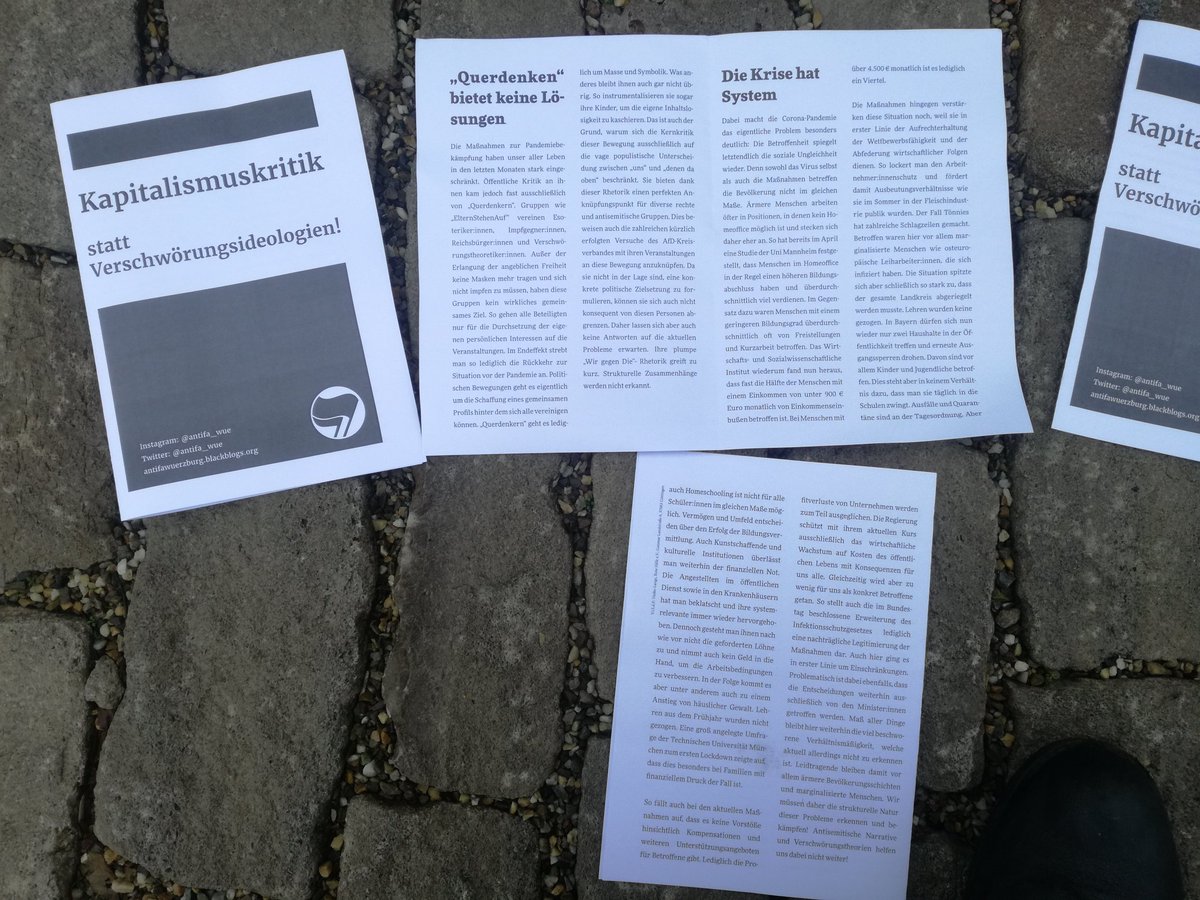 Kapitalismuskritik
statt
Verschwörungsideologien!
Instagram: @antifa_wue
Twitter: @antifa_wue
antifawuerzburg.blackblogs.org
„Querdenken“
bietet keine Lö-
sungen
Die Maßnahmen zur Pandemiebe-
kämpfung haben unser aller Leben
in den letzten Monaten stark einge-
schränkt. Öffentliche Kritik an ih-
nen kam jedoch fast ausschließlich
von „Querdenkern“. Gruppen wie
„ElternStehenAuf“ vereinen Eso-
teriker:innen, Impfgegner:innen,
Reichsbürger:innen und Verschwö-
rungstheoretiker:innen. Außer der
Erlangung der angeblichen Freiheit
keine Masken mehr tragen und sich
nicht impfen zu müssen, haben diese
Gruppen kein wirkliches gemein-
sames Ziel. So gehen alle Beteiligten
nur für die Durchsetzung der eige-
nen persönlichen Interessen auf die
Veranstaltungen. Im Endeffekt strebt
man so lediglich die Rückkehr zur
Situation vor der Pandemie an. Politi-
schen Bewegungen geht es eigentlich
um die Schaffung eines gemeinsamen
Profils hinter dem sich alle vereinigen
können. „Querdenkern“ geht es ledig-
lich um Masse und Symbolik. Was an-
deres bleibt ihnen auch gar nicht üb-
rig. So instrumentalisieren sie sogar
ihre Kinder, um die eigene Inhaltslo-
sigkeit zu kaschieren. Das ist auch der
Grund, warum sich die Kernkritik
dieser Bewegung ausschließlich auf
die vage populistische Unterschei-
dung zwischen „uns“ und „denen da
oben“ beschränkt. Sie bieten dank
dieser Rhetorik einen perfekten An-
knüpfungspunkt für diverse rechte
und antisemitische Gruppen. Dies be-
weisen auch die zahlreichen kürzlich
erfolgten Versuche des AfD-Kreis-
verbandes mit ihren Veranstaltungen
an diese Bewegung anzuknüpfen. Da
sie nicht in der Lage sind, eine kon-
krete politische Zielsetzung zu for-
mulieren, können sie sich auch nicht
konsequent von diesen Personen ab-
grenzen. Daher lassen sich aber auch
keine Antworten auf die aktuellen
Probleme erwarten. Ihre plumpe
„Wir gegen Die“- Rhetorik greift zu
kurz. Strukturelle Zusammenhänge
werden nicht erkannt.
Die Krise hat
System
Dabei macht die Corona-Pandemie
das eigentliche Problem besonders
deutlich: Die Betroffenheit spiegelt
letztendlich die soziale Ungleichheit
wieder. Denn sowohl das Virus selbst
als auch die Maßnahmen betreffen
die Bevölkerung nicht im gleichen
Maße. Ärmere Menschen arbeiten
öfter in Positionen, in denen kein Ho-
meoffice möglich ist und stecken sich
daher eher an. So hat bereits im April
eine Studie der Uni Mannheim festge-
stellt, dass Menschen im Homeoffice
in der Regel einen höheren Bildungs-
abschluss haben und überdurch-
schnittlich viel verdienen. Im Gegen-
satz dazu waren Menschen mit einem
geringeren Bildungsgrad überdurch-
schnittlich oft von Freistellungen
und Kurzarbeit betroffen. Das Wirt-
schafts- und Sozialwissenschaftliche
Institut wiederum fand nun heraus,
dass fast die Hälfte der Menschen mit
einem Einkommen von unter 900 €
Euro monatlich von Einkommensein-
bußen betroffen ist. Bei Menschen mit
über 4.500 € monatlich ist es lediglich
ein Viertel.
Die Maßnahmen hingegen verstär-
ken diese Situation noch, weil sie in
erster Linie der Aufrechterhaltung
der Wettbewerbsfähigkeit und der
Abfederung wirtschaftlicher Folgen
dienen. So lockert man den Arbeit-
nehmer:innenschutz und fördert
damit Ausbeutungsverhältnisse wie
sie im Sommer in der Fleischindust-
rie publik wurden. Der Fall Tönnies
hat zahlreiche Schlagzeilen gemacht.
Betroffen waren hier vor allem mar-
ginalisierte Menschen wie osteuro-
päische Leiharbeiter:innen, die sich
infiziert haben. Die Situation spitzte
sich aber schließlich so stark zu, dass
der gesamte Landkreis abgeriegelt
werden musste. Lehren wurden keine
gezogen. In Bayern dürfen sich nun
wieder nur zwei Haushalte in der Öf-
fentlichkeit treffen und erneute Aus-
gangssperren drohen. Davon sind vor
allem Kinder und Jugendliche betrof-
fen. Dies steht aber in keinem Verhält-
nis dazu, dass man sie täglich in die
Schulen zwingt. Ausfälle und Quaran-
täne sind an der Tagesordnung. Aber
Kapita
statt
Verschwö
Instagram: @antifa_wue
Twitter: @antifa_wue
antifawuerzburg.blackblogs.org
auch Homeschooling ist nicht für alle
Schüler:innen im gleichen Maße mög-
lich. Vermögen und Umfeld entschei-
den über den Erfolg der Bildungsver-
mittlung. Auch Kunstschaffende und
kulturelle Institutionen überlässt
man weiterhin der finanziellen Not.
Die Angestellten im öffentlichen
Dienst sowie in den Krankenhäusern
hat man beklatscht und ihre system-
relevante immer wieder hervorgeho-
ben. Dennoch gesteht man ihnen nach
wie vor nicht die geforderten Löhne
zu und nimmt auch kein Geld in die
Hand, um die Arbeitsbedingungen
zu verbessern. In der Folge kommt es
aber unter anderem auch zu einem
Anstieg von häuslicher Gewalt. Leh-
ren aus dem Frühjahr wurden nicht
gezogen. Eine groß angelegte Umfra-
ge der Technischen Universität Mün-
chen zum ersten Lockdown zeigte auf,
dass dies besonders bei Familien mit
finanziellem Druck der Fall ist.
So fällt auch bei den aktuellen Maß-
nahmen auf, dass es keine Vorstöße
hinsichtlich Kompensationen und
weiteren Unterstützungsangeboten
für Betroffene gibt. Lediglich die Pro-
fitverluste von Unternehmen werden
zum Teil ausgeglichen. Die Regierung
schützt mit ihrem aktuellen Kurs
ausschließlich das wirtschaftliche
Wachstum auf Kosten des öffentli-
chen Lebens mit Konsequenzen für
uns alle. Gleichzeitig wird aber zu
wenig für uns als konkret Betroffene
getan. So stellt auch die im Bundes-
tag beschlossene Erweiterung des
Infektionsschutzgesetzes lediglich
eine nachträgliche Legitimierung der
Maßnahmen dar. Auch hier ging es
in erster Linie um Einschränkungen.
Problematisch ist dabei ebenfalls, dass
die Entscheidungen weiterhin aus-
schließlich von den Minister:innen
getroffen werden. Maß aller Dinge
bleibt hier weiterhin die viel beschwo-
rene Verhältnismäßigkeit, welche
aktuell allerdings nicht zu erkennen
ist. Leidtragende bleiben damit vor
allem ärmere Bevölkerungsschichten
und marginalisierte Menschen. Wir
müssen daher die strukturelle Natur
dieser Probleme erkennen und be-
kämpfen! Antisemitische Narrative
und Verschwörungstheorien helfen
uns dabei nicht weiter!